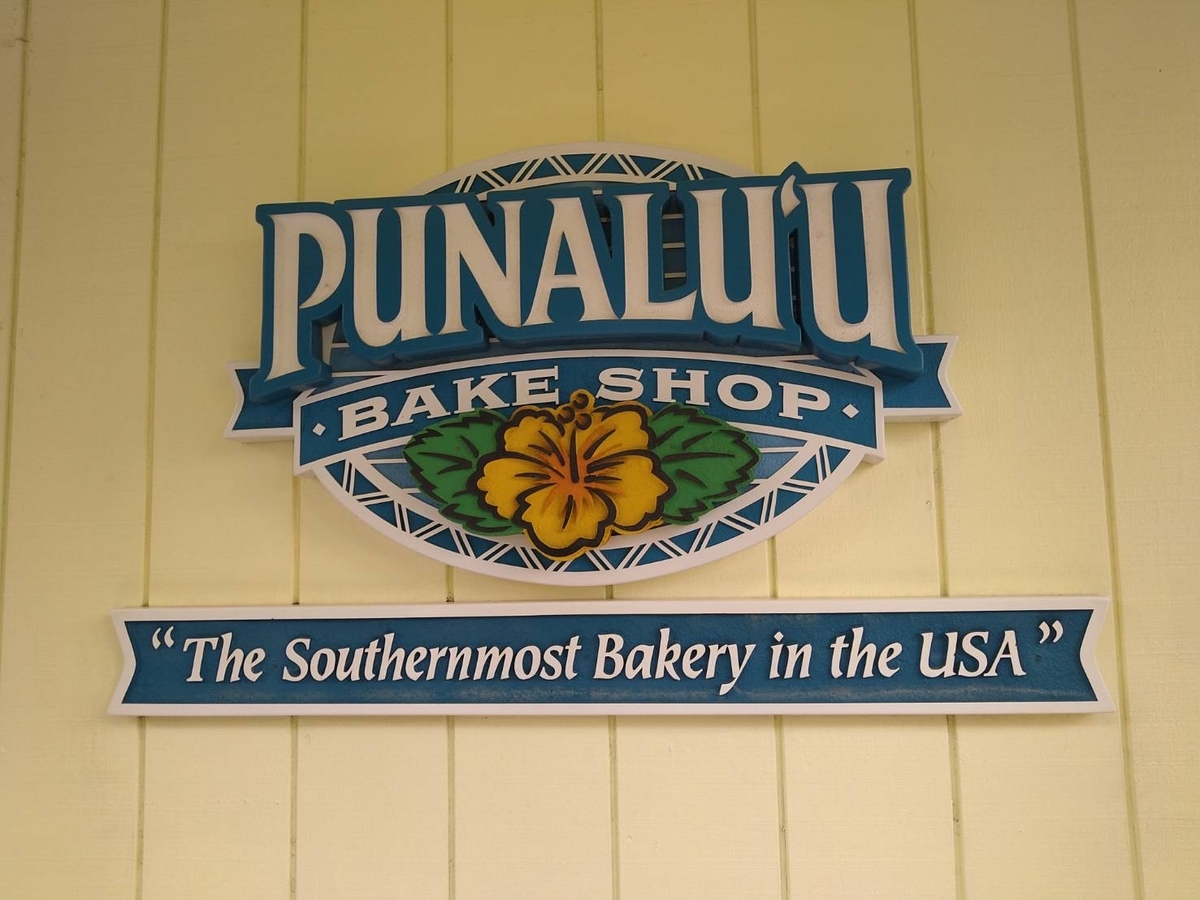 PUNALU‘U
BAKE SHOP
“The Southernmost Bakery in the USA”